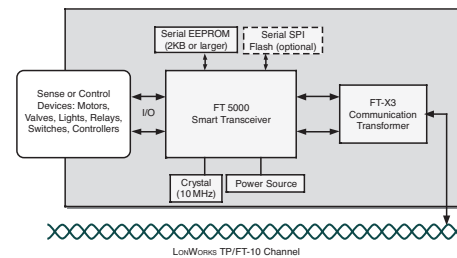 Serial EEPROM
(2KB or larger)
Serial SPI
Flash (optional)
Sense or Control
Devices: Motors,
Valves, Lights, Relays,
Switches, Controllers
I/O
FT 5000
Smart Transceiver
FT-X3
Communication
Transformer
Crystal
(10 MHz)
Power Source
LONWORKS TP/FT-10 Channel